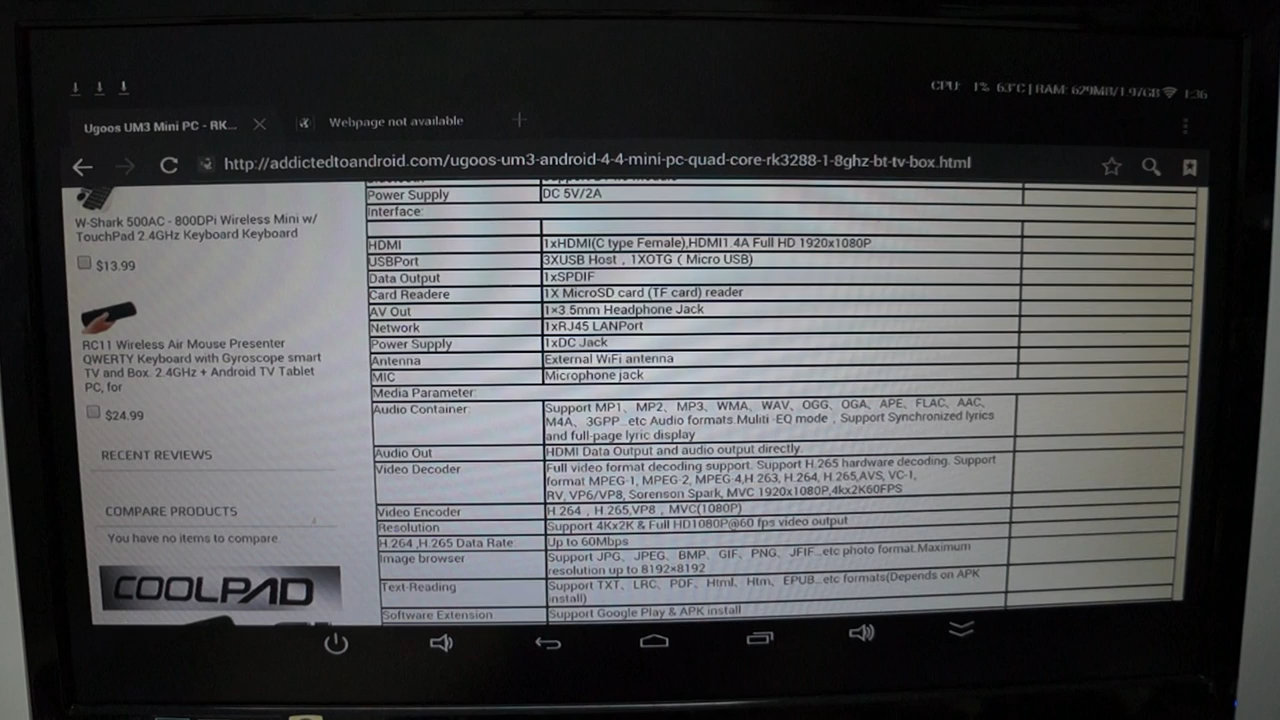 CPU: 1% 63°C | RAM: 629MB/1.97GB 1:36
Ugoos UM3 Mini PC - RK...
Webpage not available
http://addictedtoandroid.com/ugoos-um3-android-4-4-mini-pc-quad-core-rk3288-1-8ghz-bt-tv-box.html
W-Shark 500AC - 800DPi Wireless Mini w/
TouchPad 2.4GHz Keyboard Keyboard
$13.99
RC11 Wireless Air Mouse Presenter
QWERTY Keyboard with Gyroscope smart
TV and Box. 2.4GHz + Android TV Tablet
PC, for
$24.99
RECENT REVIEWS
COMPARE PRODUCTS
You have no items to compare.
COOLPAD
Power Supply DC 5V/2A
Interface:
HDMI 1xHDMI(C type Female),HDMI1.4A Full HD 1920x1080P
USBPort 3XUSB Host , 1XOTG ( Micro USB)
Data Output 1xSPDIF
Card Readere 1X MicroSD card (TF card) reader
AV Out 1×3.5mm Headphone Jack
Network 1xRJ45 LANPort
Power Supply 1xDC Jack
Antenna External WiFi antenna
MIC Microphone jack
Media Parameter:
Audio Container: Support MP1、MP2、MP3、WMA、WAV、OGG、OGA、APE、FLAC、AAC、
M4A、3GPP...etc Audio formats.Muliti -EQ mode , Support Synchronized lyrics
and full-page lyric display
Audio Out HDMI Data Output and audio output directly.
Video Decoder Full video format decoding support. Support H.265 hardware decoding. Support
format MPEG-1, MPEG-2, MPEG-4,H.263, H.264, H.265,AVS, VC-1,
RV, VP6/VP8, Sorenson Spark, MVC 1920x1080P,4kx2K60FPS
Video Encoder H.264 , H.265,VP8 , MVC(1080P)
Resolution Support 4Kx2K & Full HD1080P@60 fps video output
H.264 ,H.265 Data Rate: Up to 60Mbps
Image browser Support JPG、JPEG、BMP、GIF、PNG、JFIF...etc photo format.Maximum
resolution up to 8192×8192
Text-Reading Support TXT、LRC、PDF、Html、Htm、EPUB...etc formats(Depends on APK
install)
Software Extension Support Google Play & APK install